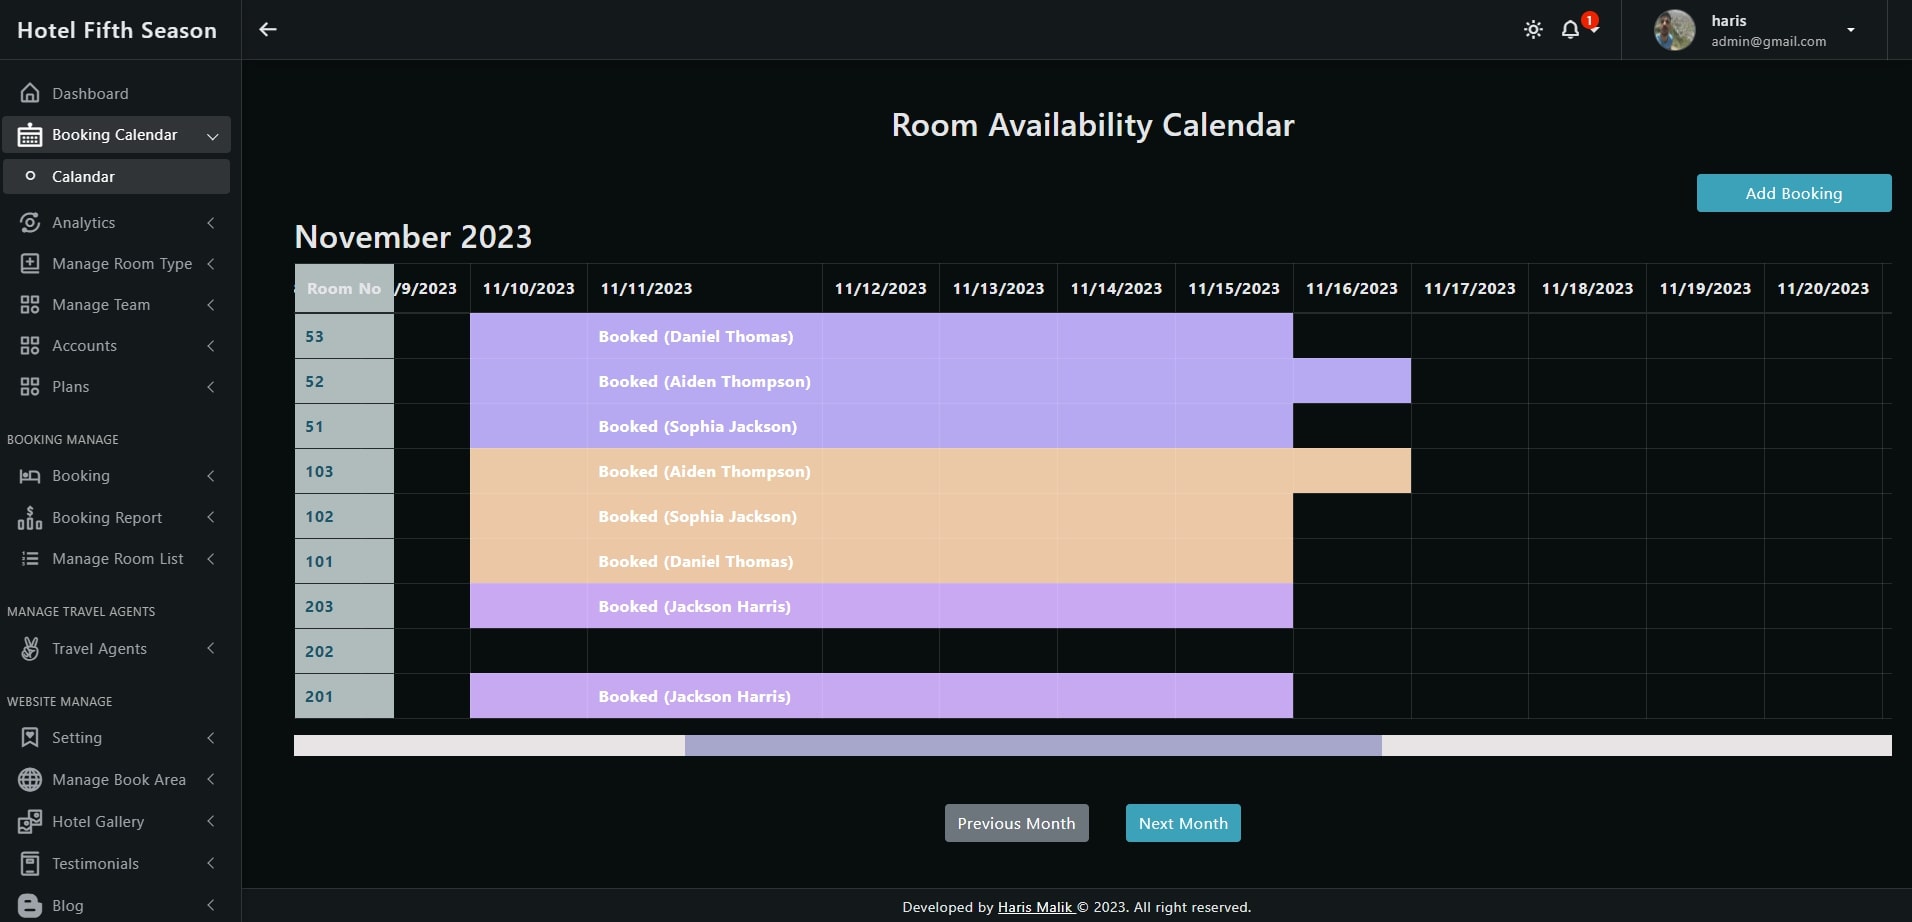 Hotel Fifth Season
1
haris
admin@gmail.com
Dashboard
Booking Calendar
Calandar
Analytics
Manage Room Type
Manage Team
Accounts
Plans
BOOKING MANAGE
Booking
Booking Report
Manage Room List
MANAGE TRAVEL AGENTS
Travel Agents
WEBSITE MANAGE
Setting
Manage Book Area
Hotel Gallery
Testimonials
Blog
Room Availability Calendar
Add Booking
November 2023
Room No /9/2023 11/10/2023 11/11/2023 11/12/2023 11/13/2023 11/14/2023 11/15/2023 11/16/2023 11/17/2023 11/18/2023 11/19/2023 11/20/2023
53 Booked (Daniel Thomas)
52 Booked (Aiden Thompson)
51 Booked (Sophia Jackson)
103 Booked (Aiden Thompson)
102 Booked (Sophia Jackson)
101 Booked (Daniel Thomas)
203 Booked (Jackson Harris)
202
201 Booked (Jackson Harris)
Previous Month Next Month
Developed by Haris Malik © 2023. All right reserved.